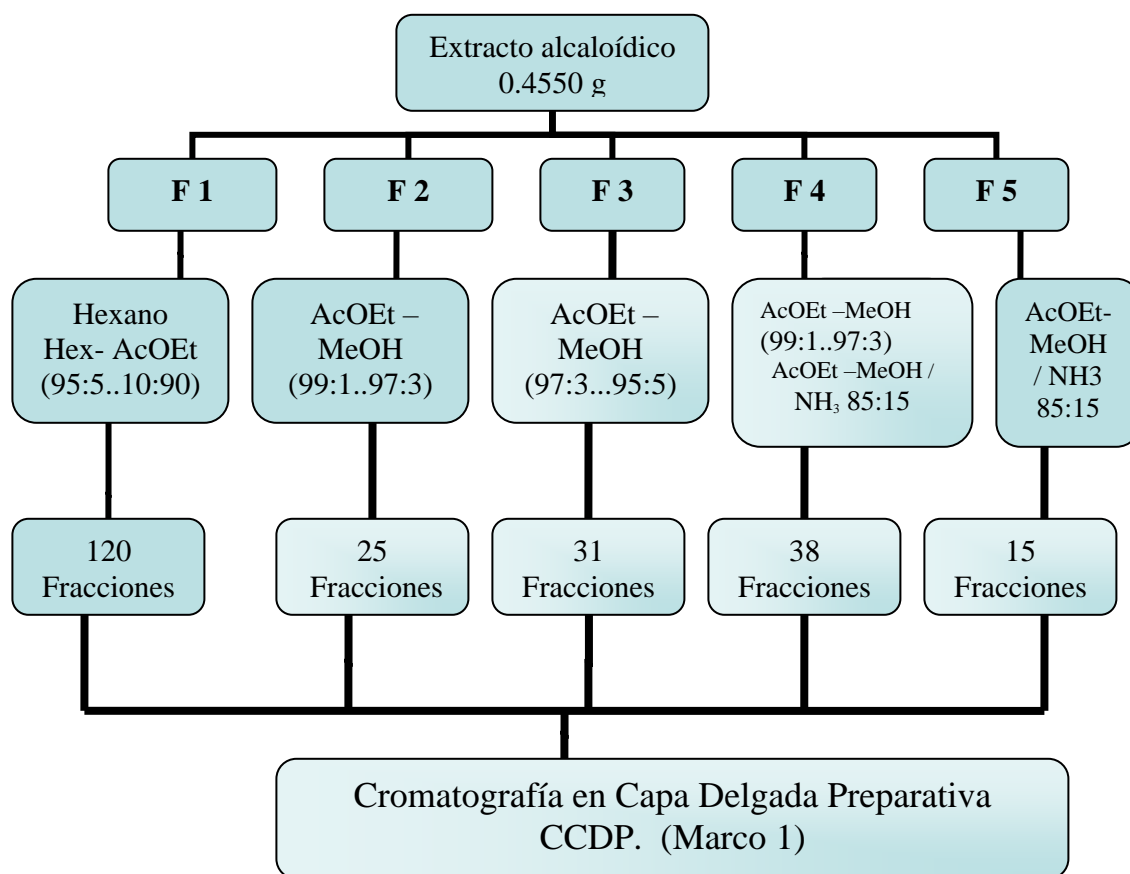 Extracto alcaloídico
0.4550 g
F 1
F 2
F 3
F 4
F 5
Hexano
Hex- AcOEt
(95:5..10:90)
AcOEt –
MeOH
(99:1..97:3)
AcOEt –
MeOH
(97:3...95:5)
AcOEt –MeOH
(99:1..97:3)
AcOEt –MeOH /
NH₃ 85:15
AcOEt-
MeOH
/ NH3
85:15
120
Fracciones
25
Fracciones
31
Fracciones
38
Fracciones
15
Fracciones
Cromatografía en Capa Delgada Preparativa
CCDP. (Marco 1)